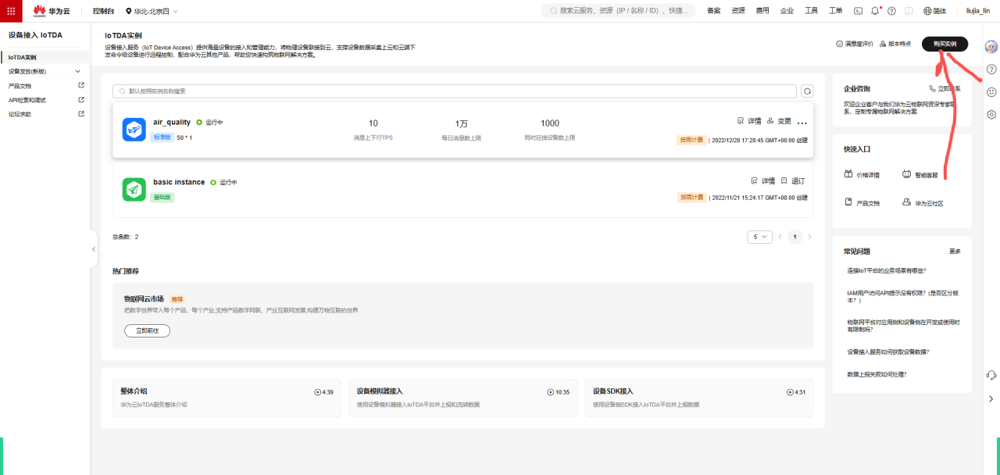 华为云
控制台
华北-北京四
搜索云服务、资源（IP / 名称 / ID）、快捷...
备案
资源
费用
企业
工具
工单
简体
liujia_lin
设备接入 IoTDA
IoTDA实例
设备发放(新版)
产品文档
API检索和调试
论坛求助
IoTDA实例
设备接入服务（IoT Device Access）提供海量设备的接入和管理能力，将物理设备联接到云，支撑设备数据采集上云和云端下
发命令给设备进行远程控制，配合华为云其他产品，帮助您快速构筑物联网解决方案。
满意度评价
版本特点
购买实例
默认按照实例名称搜索
air_quality
运行中
标准版
S0 * 1
10
消息上下行TPS
1万
每日消息数上限
1000
同时在线设备数上限
详情
变更
...
按需计费
| 2022/12/28 17:28:45 GMT+08:00 创建
basic instance
运行中
基础版
详情
退订
按需计费
| 2022/11/21 15:24:17 GMT+08:00 创建
总条数：2
5
1
热门推荐
物联网云市场
推荐
把数字世界带入每个产品、每个产业,支持产品数字网联、产业互联网发展,构建万物互联的世界
立即前往
整体介绍
4:39
华为云IoTDA服务整体介绍
设备模拟器接入
10:35
使用设备模拟器接入IoTDA平台并上报和流转数据
设备SDK接入
4:31
使用设备侧SDK接入IoTDA平台并上报数据
企业咨询
立即联系
欢迎企业客户与我们华为云物联网资深专家联
系，定制专属物联网解决方案
快速入口
价格详情
智能客服
产品文档
华为云社区
常见问题
更多
连接IoT平台的业务场景有哪些？
IAM用户访问API提示没有权限？(是否区分版
本？)
物联网平台对应用侧和设备侧在开发或使用时
有限制吗？
设备接入服务如何获取设备数据？
数据上报失败如何处理？